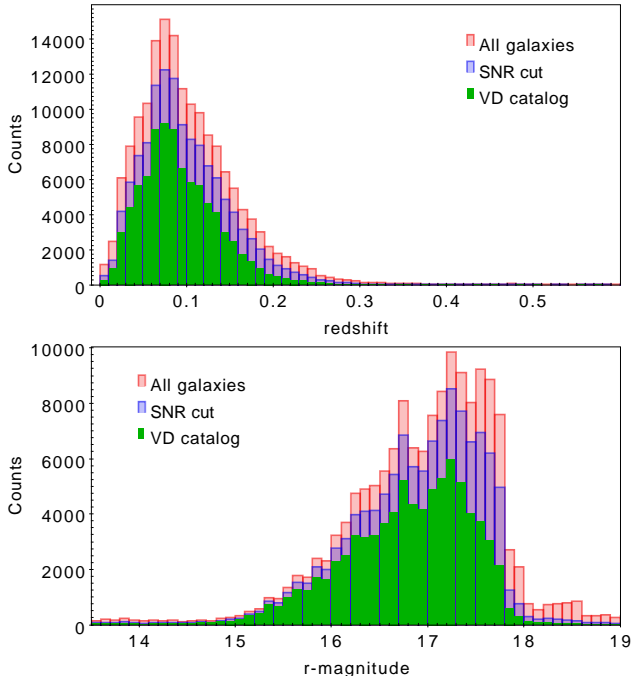 14000
12000
10000
8000
6000
4000
2000
0
Counts
All galaxies
SNR cut
VD catalog
0 0.1 0.2 0.3 0.4 0.5
redshift
10000
8000
6000
4000
2000
0
Counts
All galaxies
SNR cut
VD catalog
14 15 16 17 18 19
r-magnitude